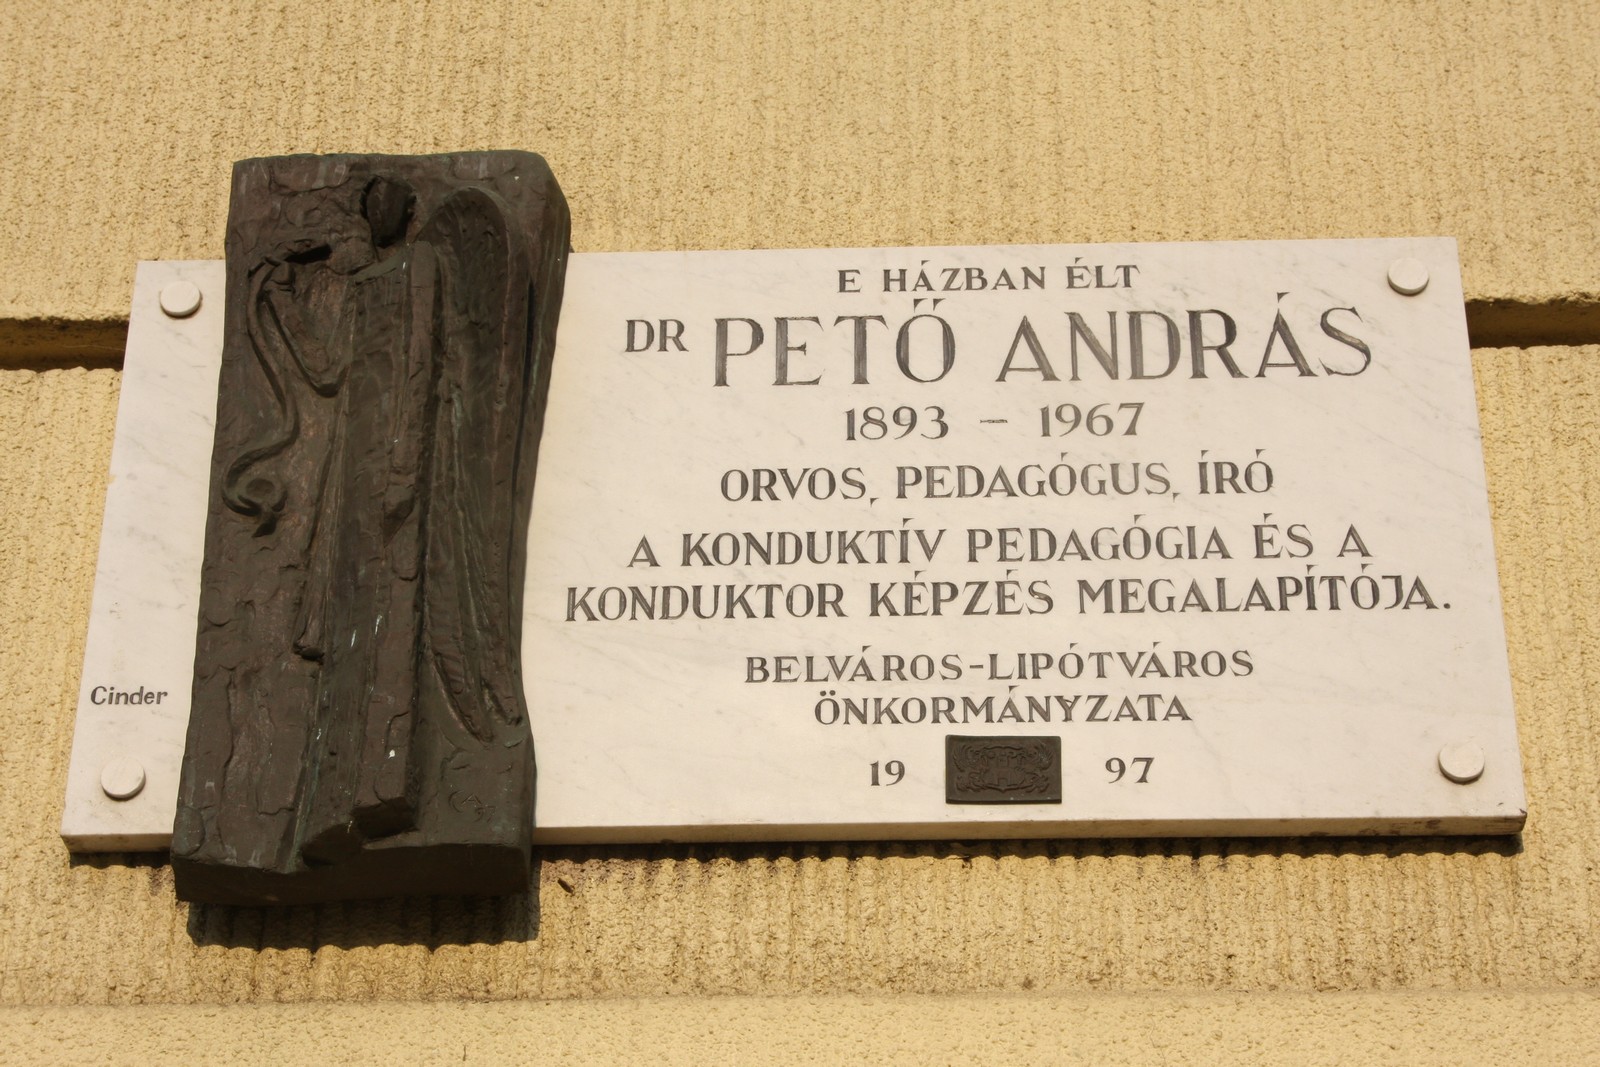 E HÁZBAN ÉLT
DR PETŐ ANDRÁS
1893 - 1967
ORVOS, PEDAGÓGUS, ÍRÓ
A KONDUKTÍV PEDAGÓGIA ÉS A
KONDUKTOR KÉPZÉS MEGALAPÍTÓJA.
BELVÁROS-LIPÓTVÁROS
ÖNKORMÁNYZATA
19 97
Cinder